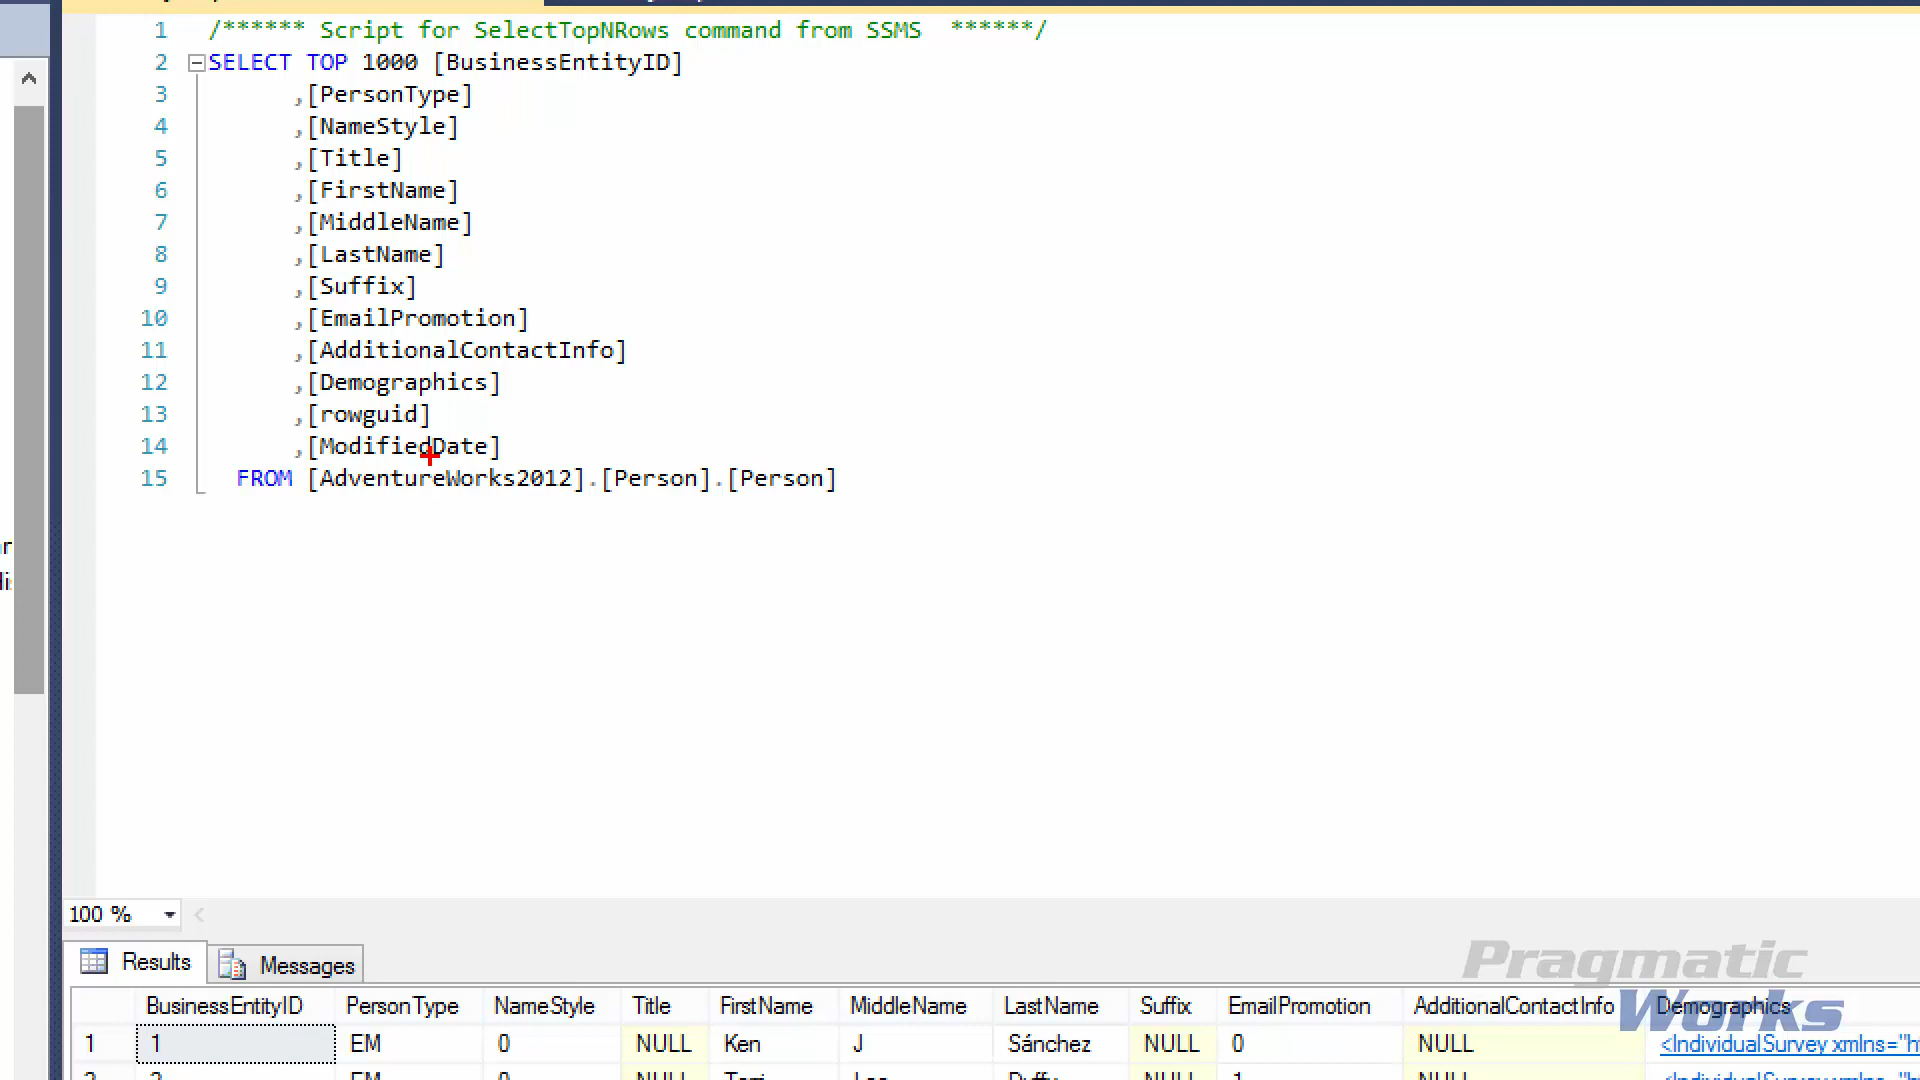 1 /****** Script for SelectTopNRows command from SSMS ******/
2 SELECT TOP 1000 [BusinessEntityID]
3 ,[PersonType]
4 ,[NameStyle]
5 ,[Title]
6 ,[FirstName]
7 ,[MiddleName]
8 ,[LastName]
9 ,[Suffix]
10 ,[EmailPromotion]
11 ,[AdditionalContactInfo]
12 ,[Demographics]
13 ,[rowguid]
14 ,[ModifiedDate]
15 FROM [AdventureWorks2012].[Person].[Person]
100 %
Results Messages
Pragmatic Works
BusinessEntityID PersonType NameStyle Title FirstName MiddleName LastName Suffix EmailPromotion AdditionalContactInfo Demographics
1 1 EM 0 NULL Ken J Sánchez NULL 0 NULL <IndividualSurvey xmlns="h